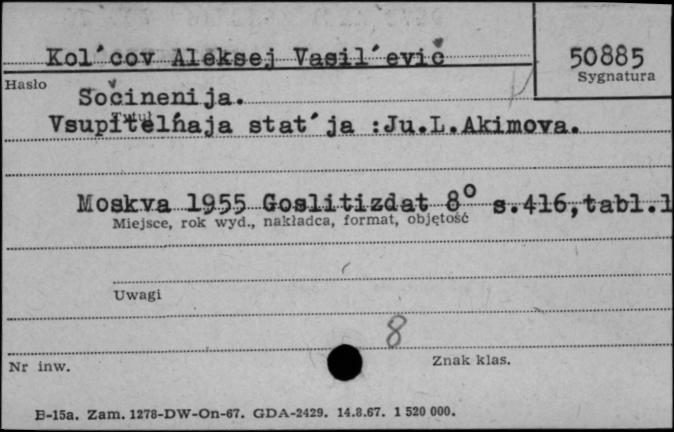 Kol´cov Aleksej Vasil´evič
50885
Sygnatura
Hasło
Sočinenija.
Vsupitelńaja stat´ja :Ju.L.Akimova.
Tytuł
Moskva 1955 Goslitizdat 8° s.416,tabl.1
Miejsce, rok wyd., nakładca, format, objętość
Uwagi
8
Nr inw.
Znak klas.
B-15a. Zam. 1278-DW-On-67. GDA-2429. 14.8.67. 1 520 000.